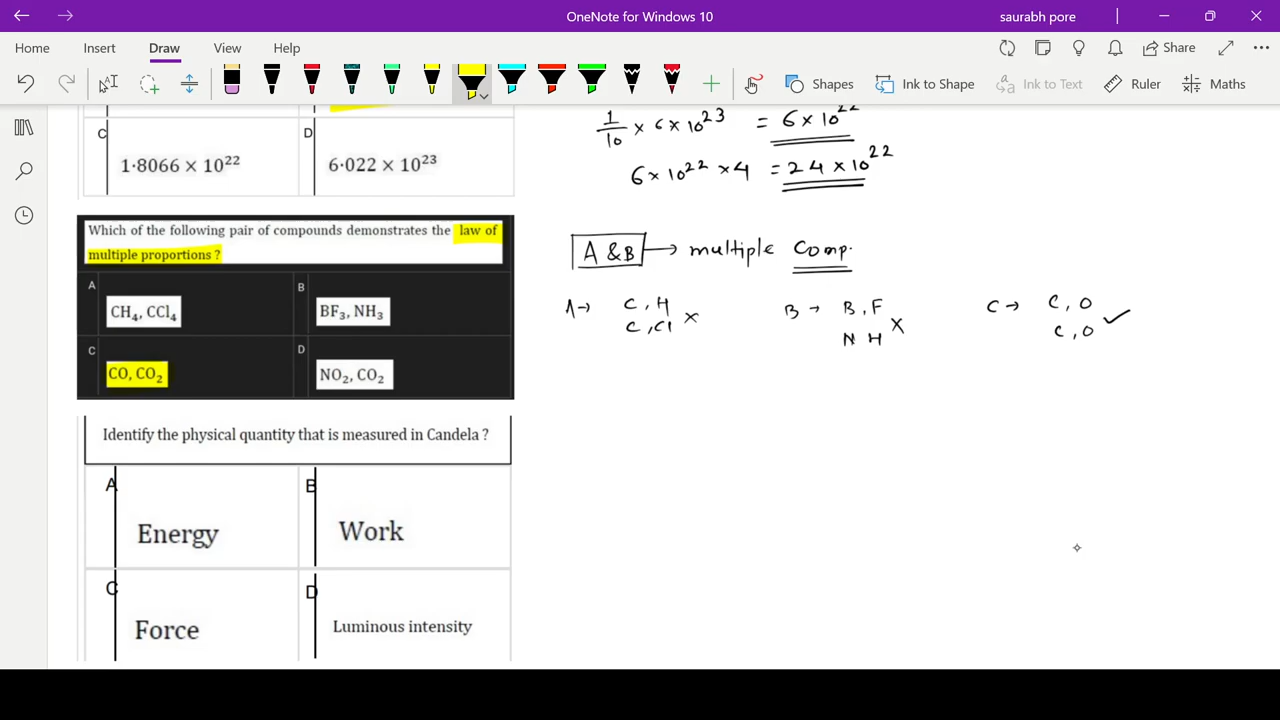 OneNote for Windows 10
saurabh pore
Home Insert Draw View Help
Share
Shapes
Ink to Shape
Ink to Text
Ruler
Maths
C
1·8066 × 10²²
D
6·022 × 10²³
1/10 × 6 × 10²³ = 6 × 10²²
6 × 10²² × 4 = 24 × 10²²
Which of the following pair of compounds demonstrates the law of
multiple proportions ?
A
CH₄, CCl₄
B
BF₃, NH₃
C
CO, CO₂
D
NO₂, CO₂
A & B → multiple Comp.
A → C, H
C, Cl ×
B → B, F
N H ×
C → C, O
C, O ✓
Identify the physical quantity that is measured in Candela ?
A
Energy
B
Work
C
Force
D
Luminous intensity